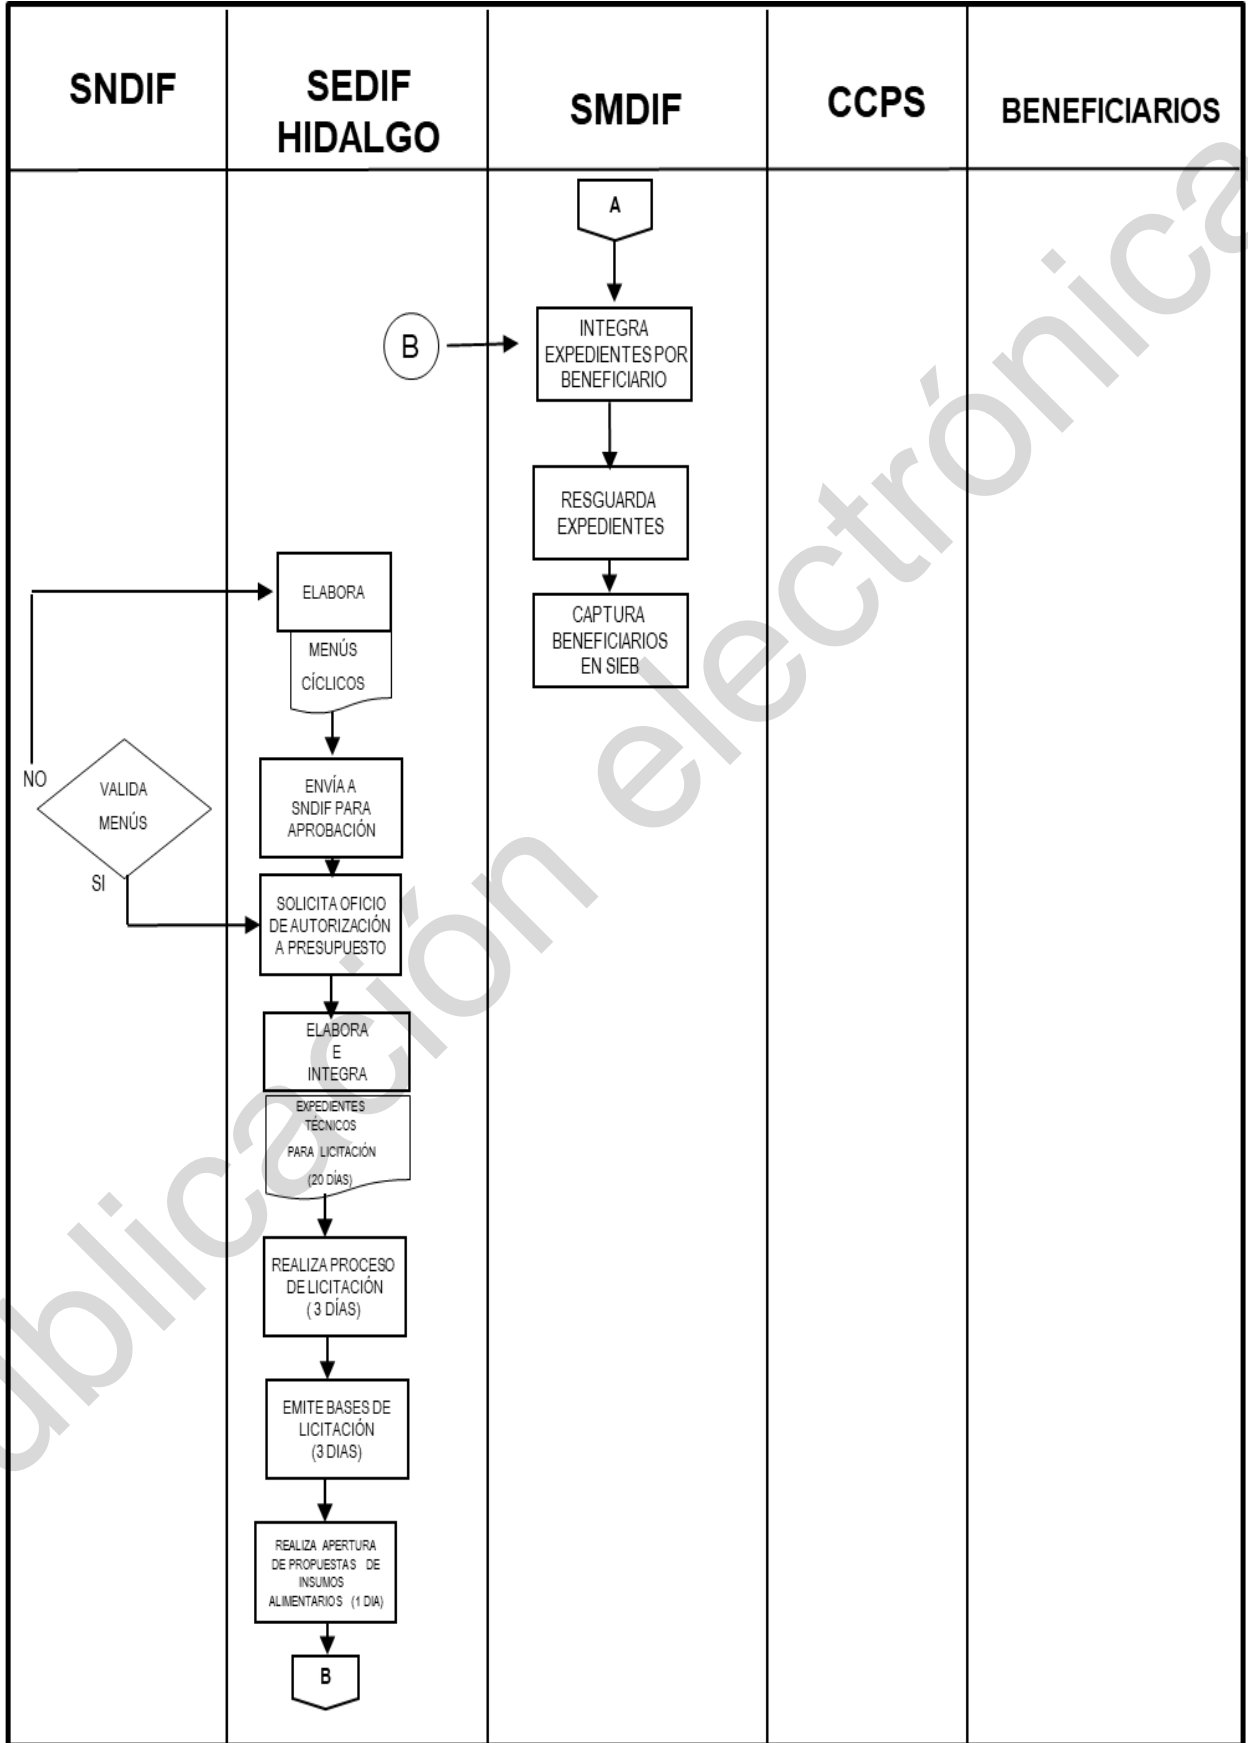 SNDIF
SEDIF
HIDALGO
SMDIF
CCPS
BENEFICIARIOS
A
B
INTEGRA
EXPEDIENTES POR
BENEFICIARIO
RESGUARDA
EXPEDIENTES
CAPTURA
BENEFICIARIOS
EN SIEB
ELABORA
MENÚS
CÍCLICOS
NO
VALIDA
MENÚS
SI
ENVÍA A
SNDIF PARA
APROBACIÓN
SOLICITA OFICIO
DE AUTORIZACIÓN
A PRESUPUESTO
ELABORA
E
INTEGRA
EXPEDIENTES
TÉCNICOS
PARA LICITACIÓN
(20 DÍAS)
REALIZA PROCESO
DE LICITACIÓN
( 3 DÍAS)
EMITE BASES DE
LICITACIÓN
(3 DIAS)
REALIZA APERTURA
DE PROPUESTAS DE
INSUMOS
ALIMENTARIOS (1 DIA)
B
ublicación electrónica